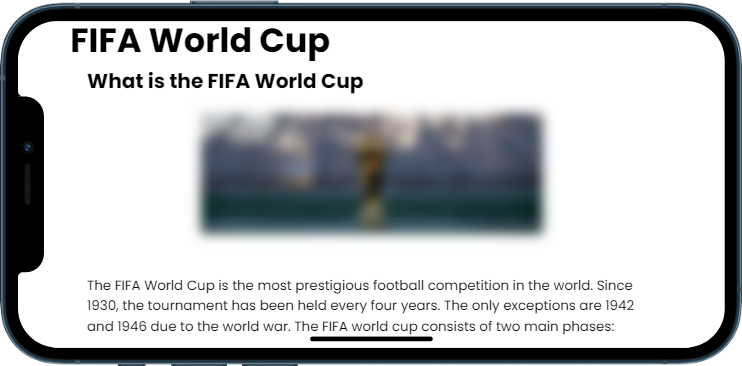 FIFA World Cup
What is the FIFA World Cup
The FIFA World Cup is the most prestigious football competition in the world. Since
1930, the tournament has been held every four years. The only exceptions are 1942
and 1946 due to the world war. The FIFA world cup consists of two main phases: